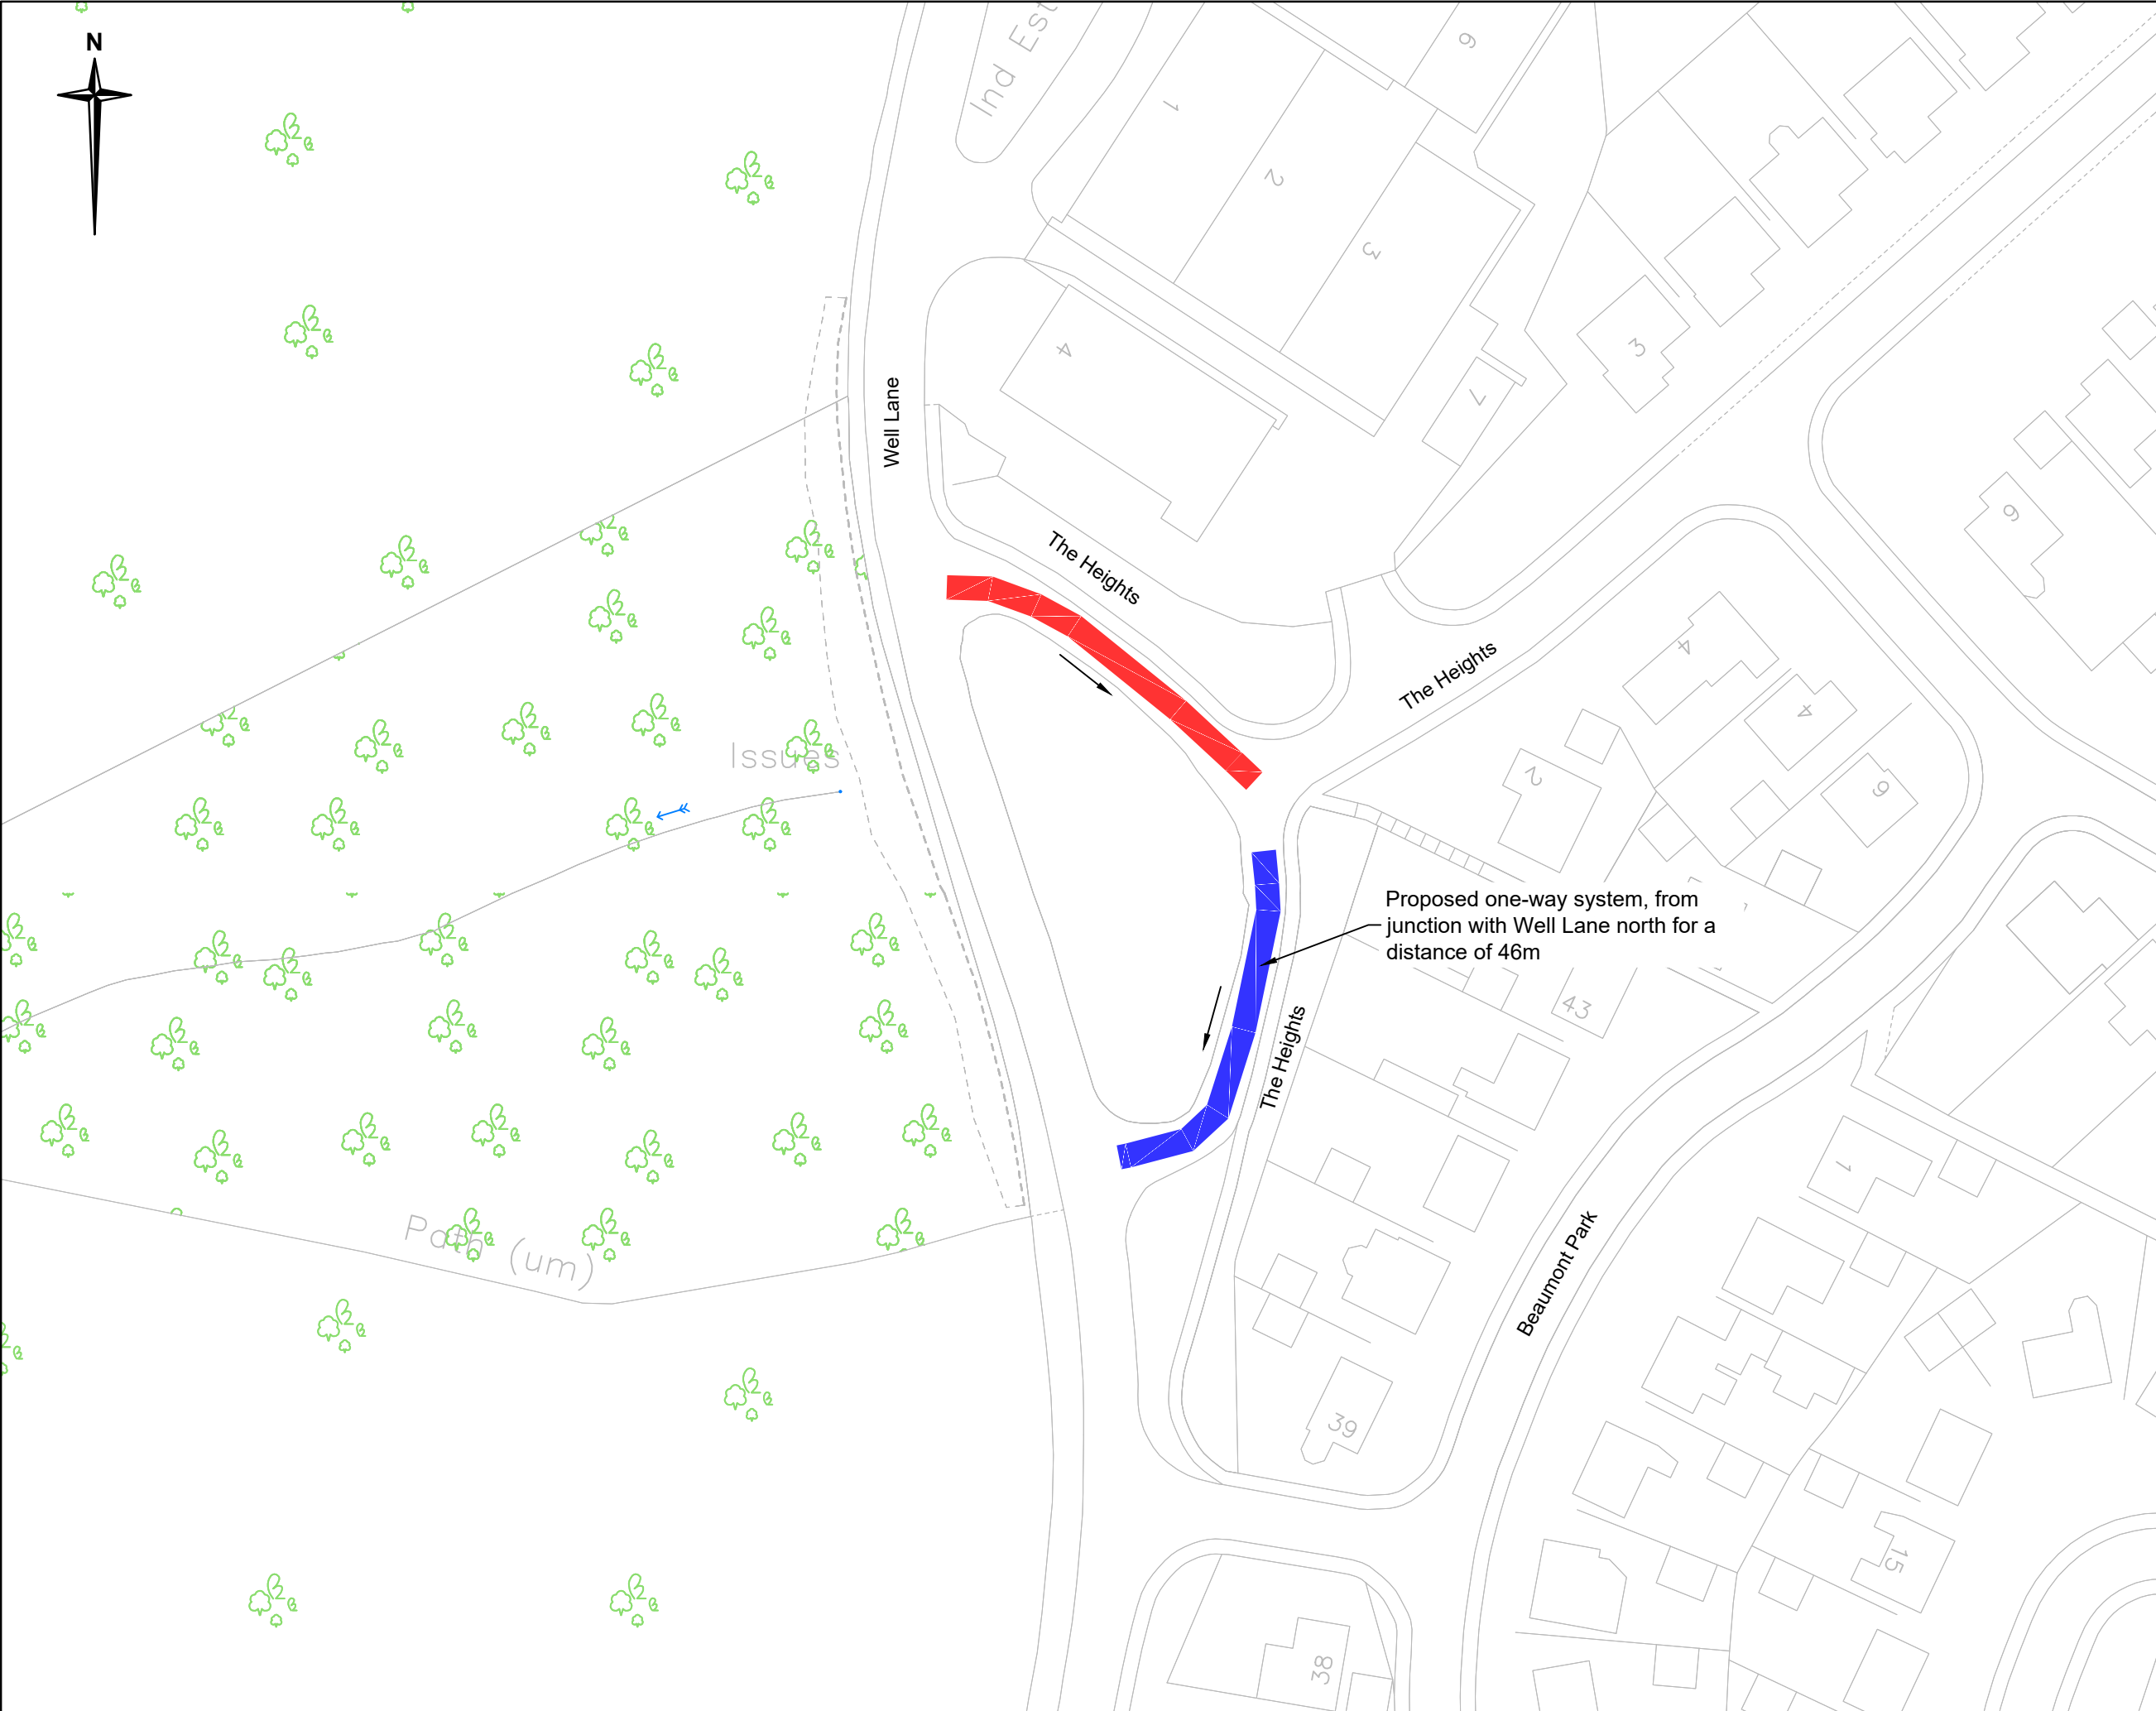 N
Ind Est
6
1
2
3
4
7
3
Well Lane
The Heights
6
The Heights
4
4
Issues
2
6
Proposed one-way system, from
junction with Well Lane north for a
distance of 46m
43
The Heights
1
Path (um)
Beaumont Park
39
15
38